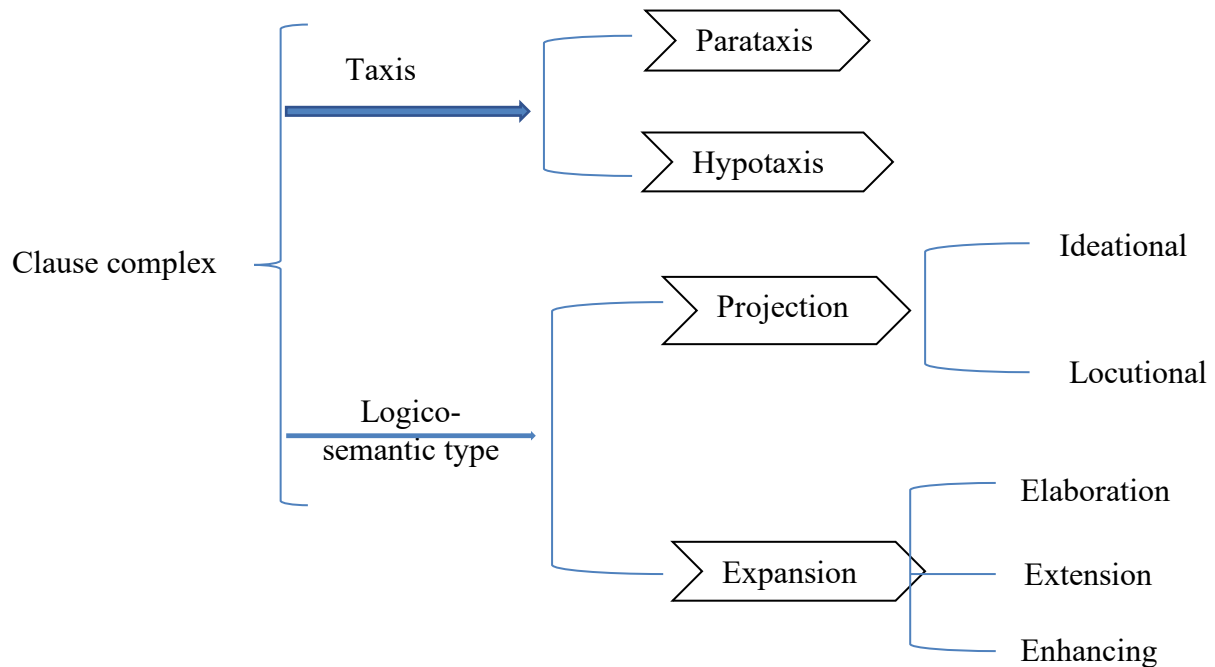 Parataxis
Taxis
Hypotaxis
Ideational
Clause complex
Projection
Locutional
Logico-
semantic type
Elaboration
Expansion
Extension
Enhancing